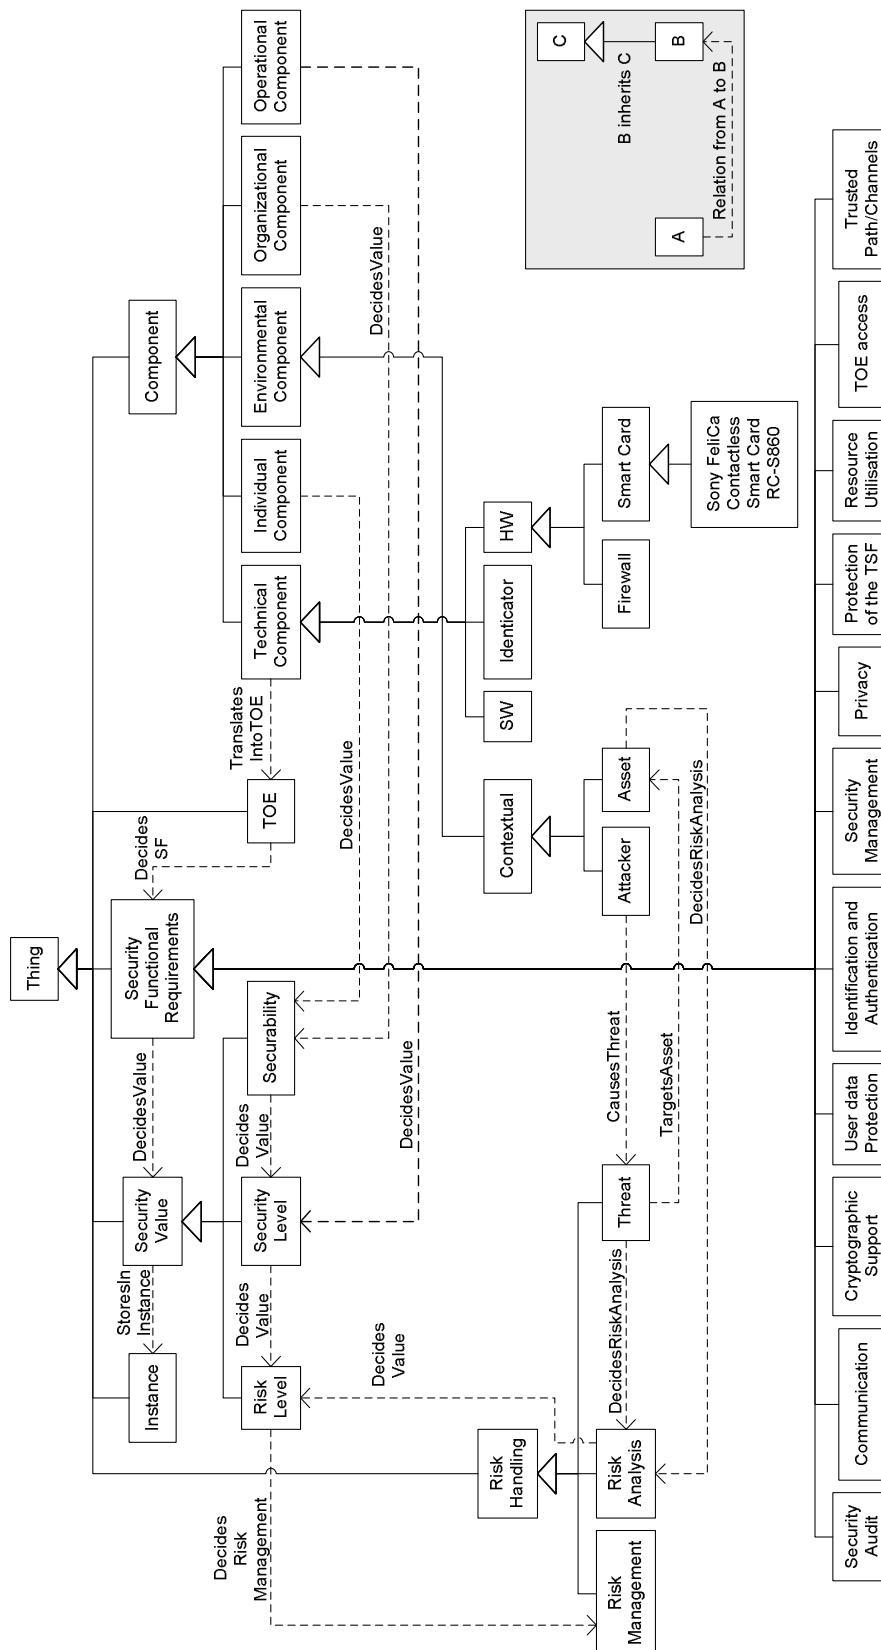 Thing
Instance
StoresIn
Instance
Security
Value
DecidesValue
Security
Functional
Requirements
Decides
SF
TOE
Translates
IntoTOE
Component
Decides
Risk
Management
Risk
Level
Decides
Value
Security
Level
Decides
Value
Securability
Technical
Component
Individual
Component
Environmental
Component
Organizational
Component
Operational
Component
DecidesValue
DecidesValue
DecidesValue
Decides
Value
Risk
Handling
Contextual
SW
Identicator
HW
Risk
Management
Risk
Analysis
DecidesRiskAnalysis
Threat
CausesThreat
Attacker
Asset
Firewall
Smart Card
TargetsAsset
DecidesRiskAnalysis
Sony FeliCa
Contactless
Smart Card
RC-S860
C
B inherits C
A
B
Relation from A to B
Security
Audit
Communication
Cryptographic
Support
User data
Protection
Identification and
Authentication
Security
Management
Privacy
Protection
of the TSF
Resource
Utilisation
TOE access
Trusted
Path/Channels